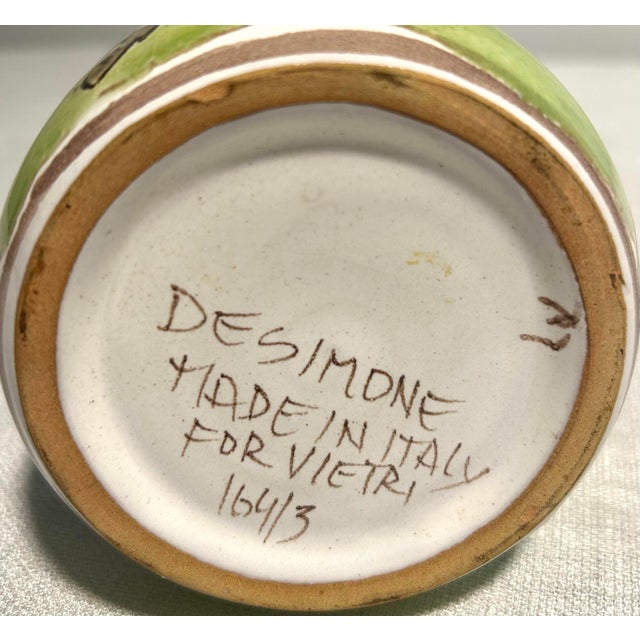 DESIMONE
MADE IN ITALY
FOR VIETRI
164/3